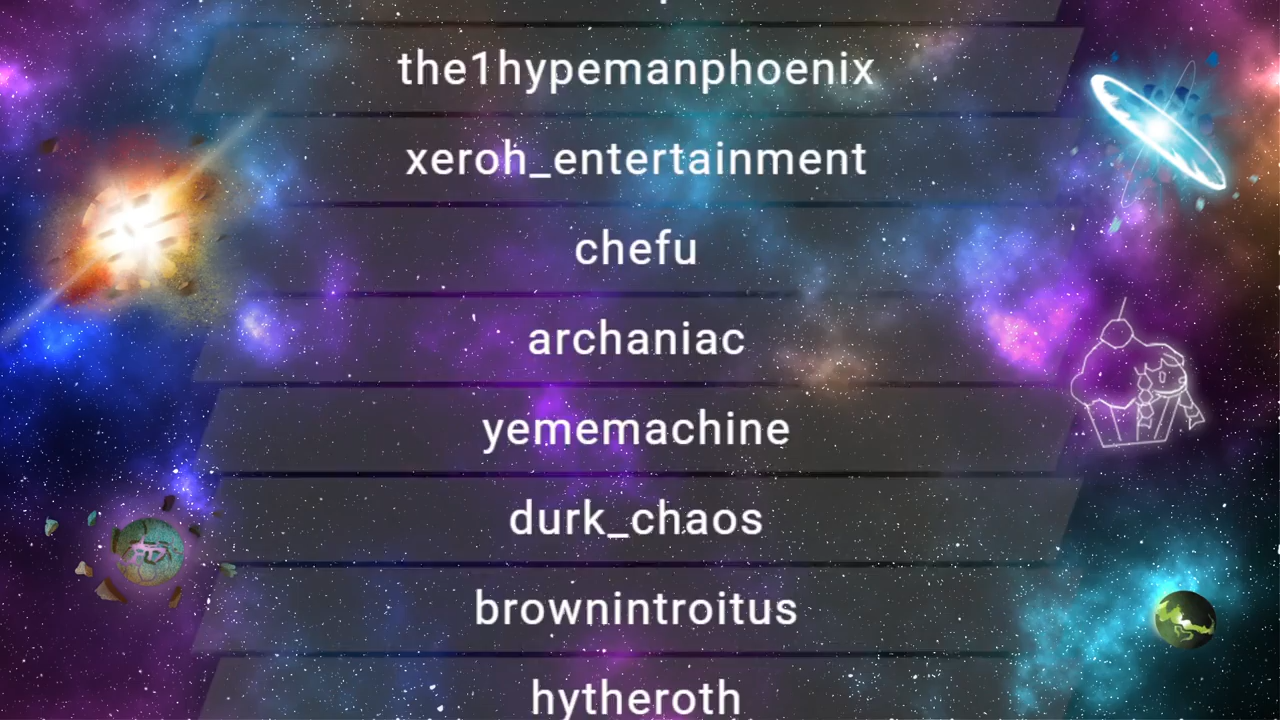 the1hypemanphoenix
xeroh_entertainment
chefu
archaniac
yememachine
durk_chaos
brownintroitus
hytheroth